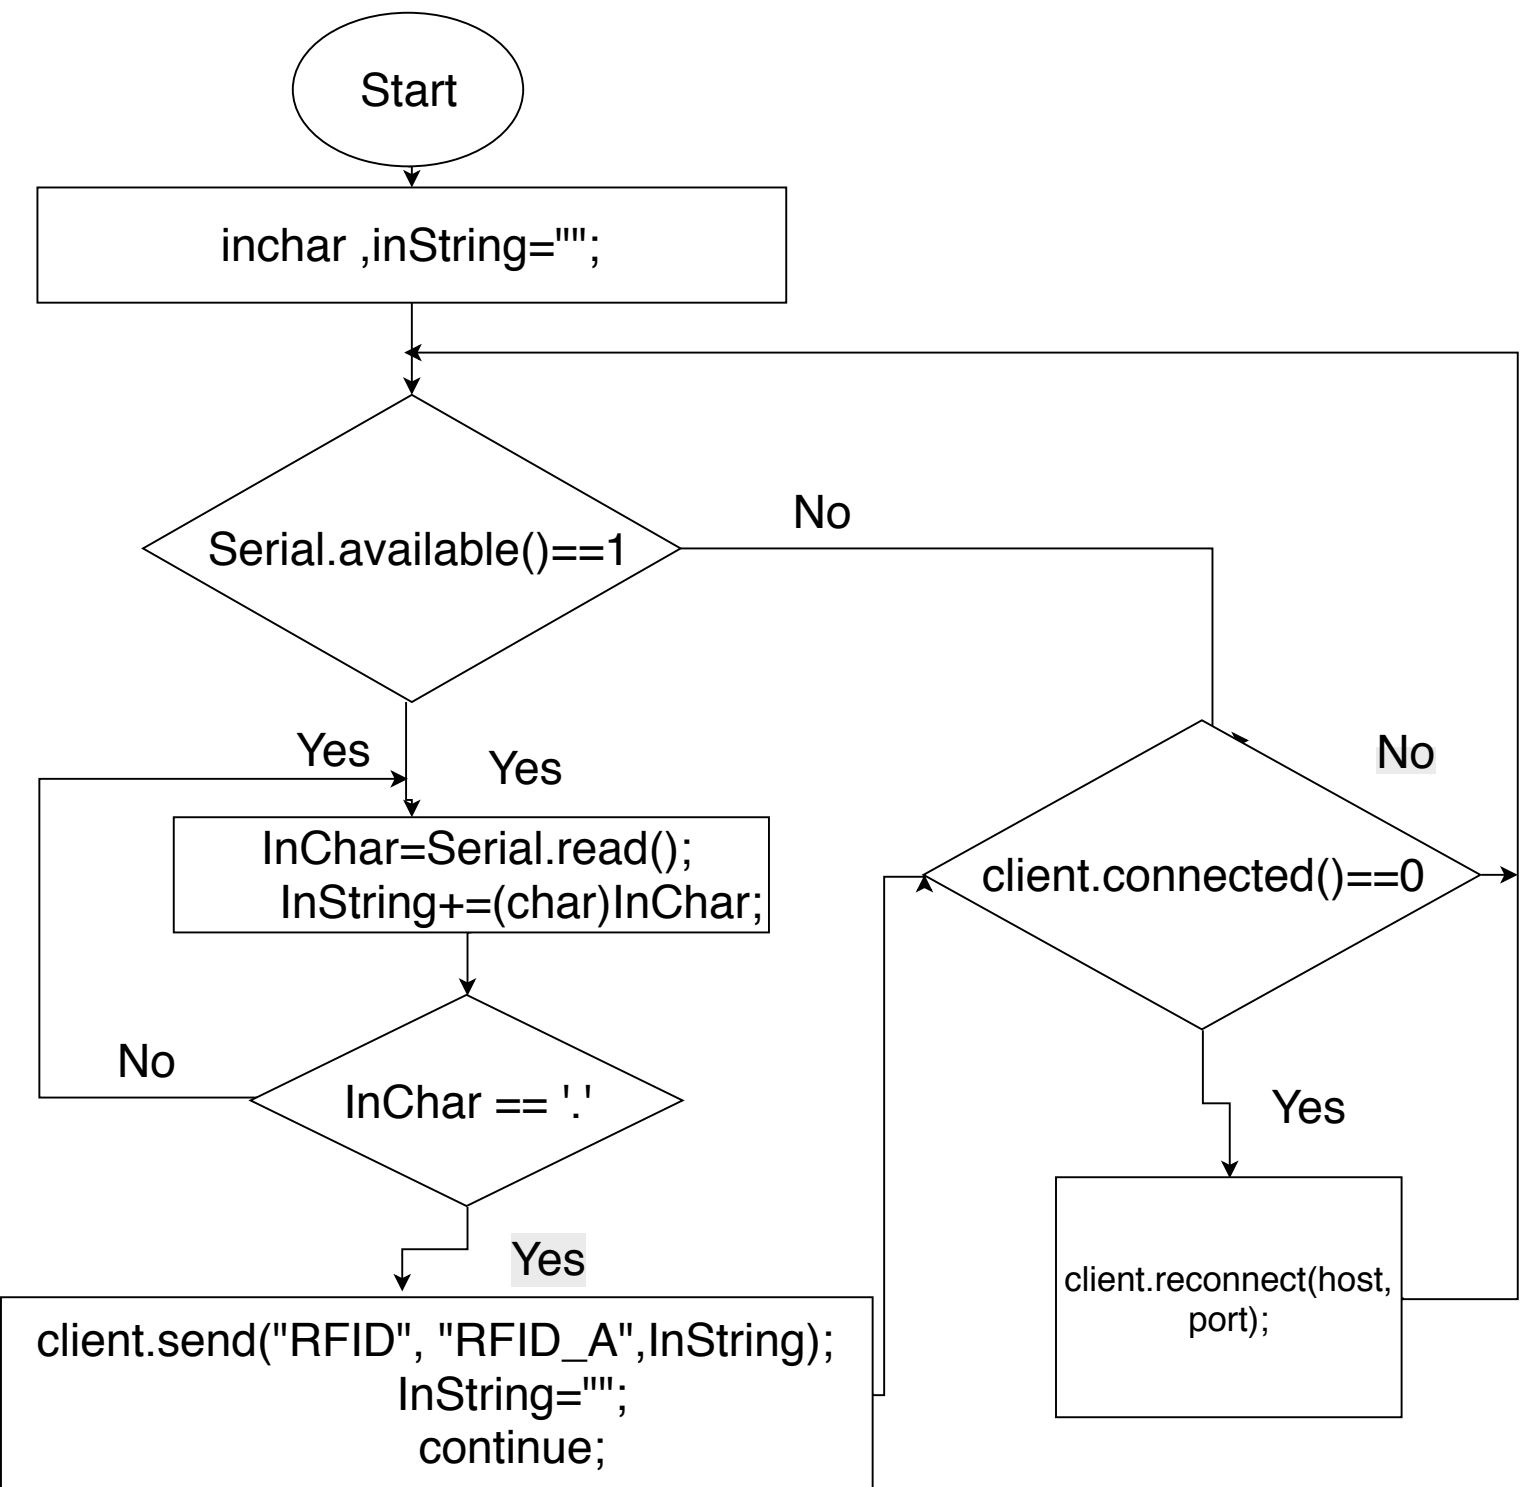 Start
inchar ,inString="";
Serial.available()==1
No
Yes
Yes
No
InChar=Serial.read();
InString+=(char)InChar;
client.connected()==0
No
InChar == '.'
Yes
Yes
client.reconnect(host,
port);
client.send("RFID", "RFID_A",InString);
InString="";
continue;